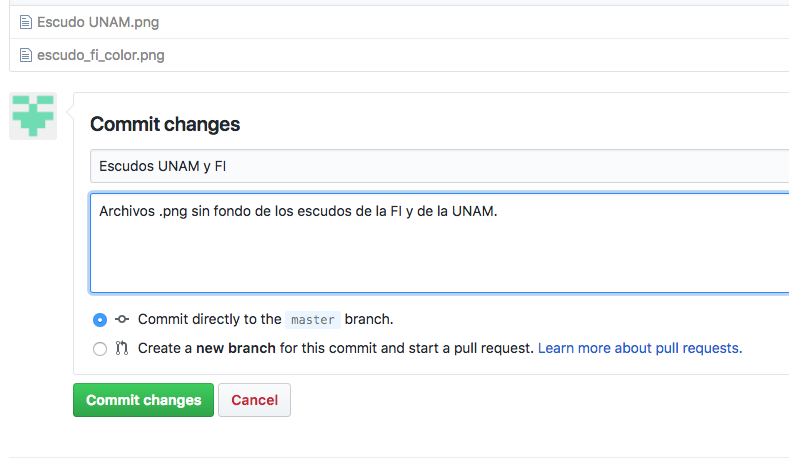 Escudo UNAM.png
escudo_fi_color.png
Commit changes
Escudos UNAM y FI
Archivos .png sin fondo de los escudos de la FI y de la UNAM.
Commit directly to the master branch.
Create a new branch for this commit and start a pull request. Learn more about pull requests.
Commit changes Cancel